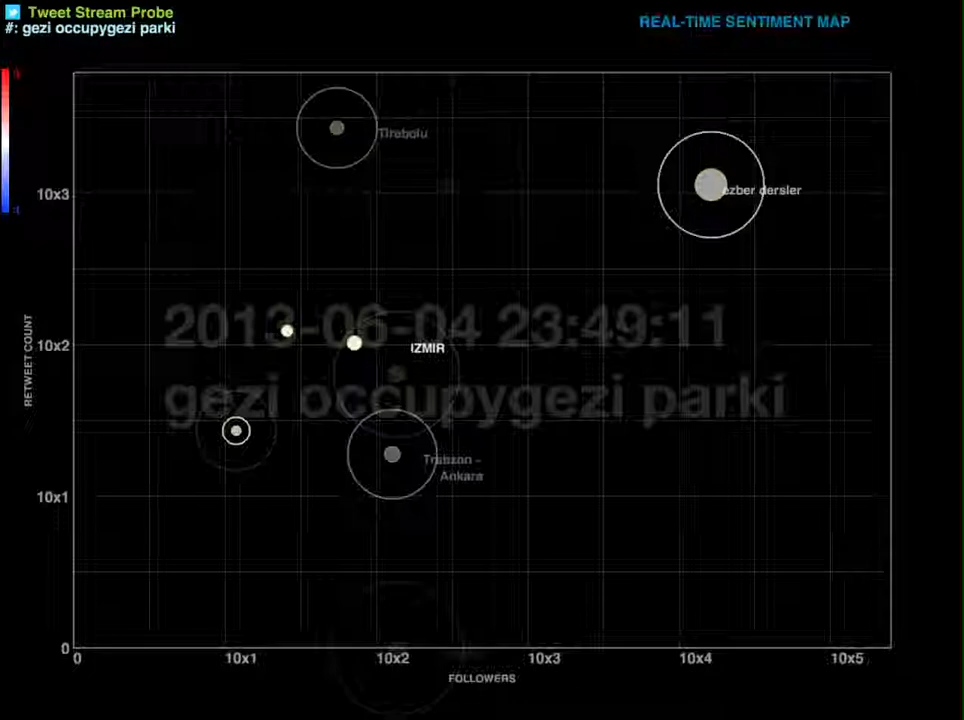 Tweet Stream Probe
#: gezi occupygezi parki
REAL-TIME SENTIMENT MAP
Tirebolu
10x3
ezber dersler
2013-06-04 23:49:11
RETWEET COUNT
10x2
IZMIR
gezi occupygezi parki
Trabzon -
Ankara
10x1
0
0 10x1 10x2 10x3 10x4 10x5
FOLLOWERS